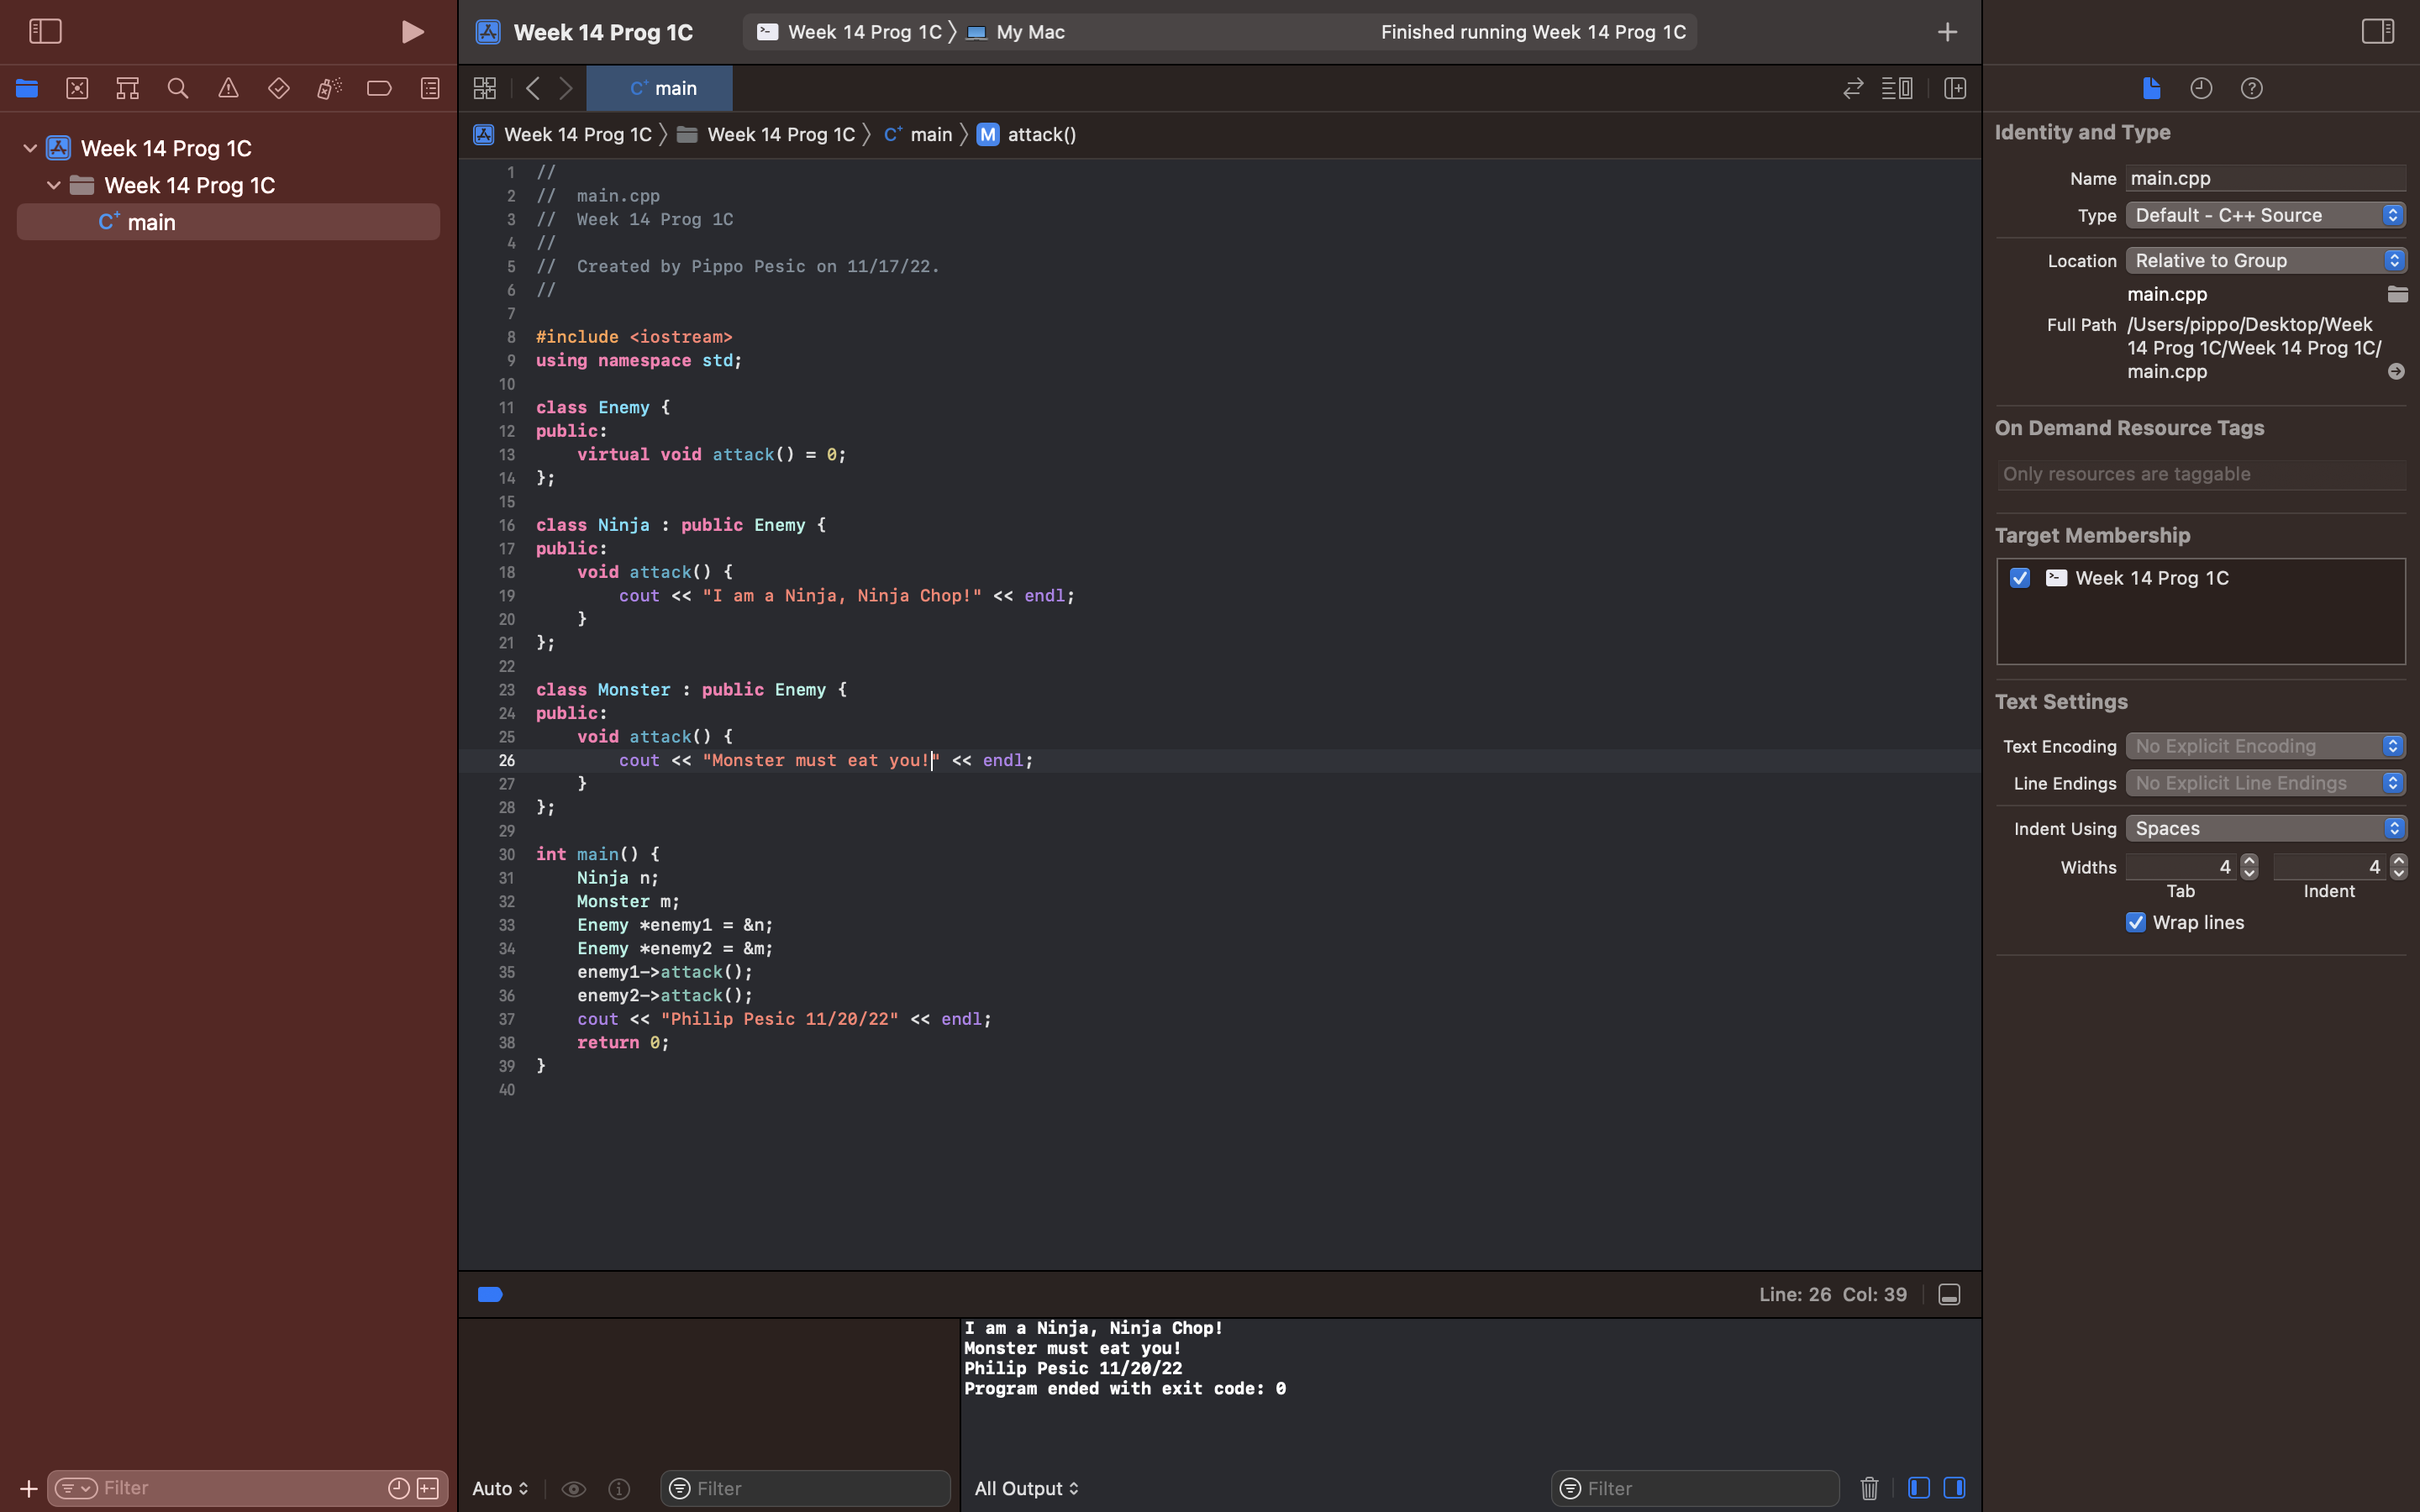 Week 14 Prog 1C
Week 14 Prog 1C
main
Filter
Week 14 Prog 1C
Week 14 Prog 1C
My Mac
Finished running Week 14 Prog 1C
main
Week 14 Prog 1C
Week 14 Prog 1C
main
M
attack()
1 //
2 //  main.cpp
3 //  Week 14 Prog 1C
4 //
5 //  Created by Pippo Pesic on 11/17/22.
6 //
7
8 #include <iostream>
9 using namespace std;
10
11 class Enemy {
12 public:
13     virtual void attack() = 0;
14 };
15
16 class Ninja : public Enemy {
17 public:
18     void attack() {
19         cout << "I am a Ninja, Ninja Chop!" << endl;
20     }
21 };
22
23 class Monster : public Enemy {
24 public:
25     void attack() {
26         cout << "Monster must eat you!" << endl;
27     }
28 };
29
30 int main() {
31     Ninja n;
32     Monster m;
33     Enemy *enemy1 = &n;
34     Enemy *enemy2 = &m;
35     enemy1->attack();
36     enemy2->attack();
37     cout << "Philip Pesic 11/20/22" << endl;
38     return 0;
39 }
40
Line: 26  Col: 39
I am a Ninja, Ninja Chop!
Monster must eat you!
Philip Pesic 11/20/22
Program ended with exit code: 0
Auto
Filter
All Output
Filter
Identity and Type
Name main.cpp
Type Default - C++ Source
Location Relative to Group
main.cpp
Full Path /Users/pippo/Desktop/Week
14 Prog 1C/Week 14 Prog 1C/
main.cpp
On Demand Resource Tags
Only resources are taggable
Target Membership
Week 14 Prog 1C
Text Settings
Text Encoding No Explicit Encoding
Line Endings No Explicit Line Endings
Indent Using Spaces
Widths 4 4
Tab Indent
Wrap lines